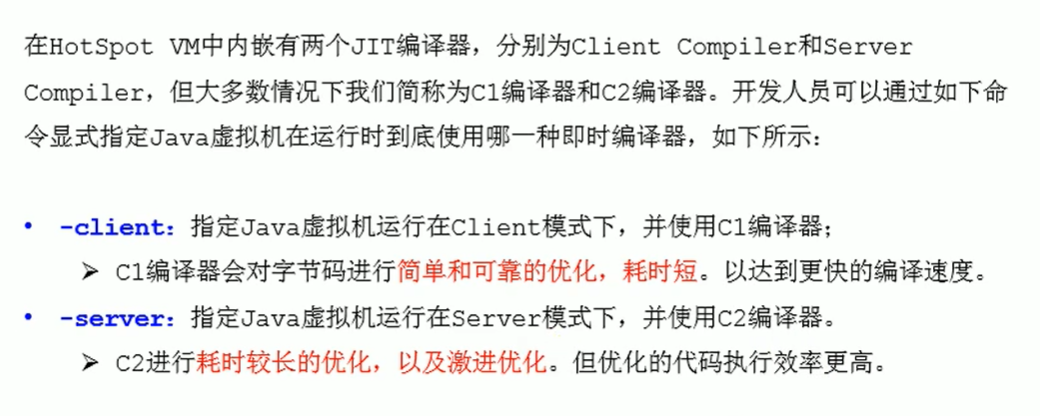 在HotSpot VM中内嵌有两个JIT编译器，分别为Client Compiler和Server
Compiler，但大多数情况下我们简称为C1编译器和C2编译器。开发人员可以通过如下命
令显式指定Java虚拟机在运行时到底使用哪一种即时编译器，如下所示：
• -client：指定Java虚拟机运行在Client模式下，并使用C1编译器；
➢ C1编译器会对字节码进行简单和可靠的优化，耗时短。以达到更快的编译速度。
• -server：指定Java虚拟机运行在Server模式下，并使用C2编译器。
➢ C2进行耗时较长的优化，以及激进优化。但优化的代码执行效率更高。